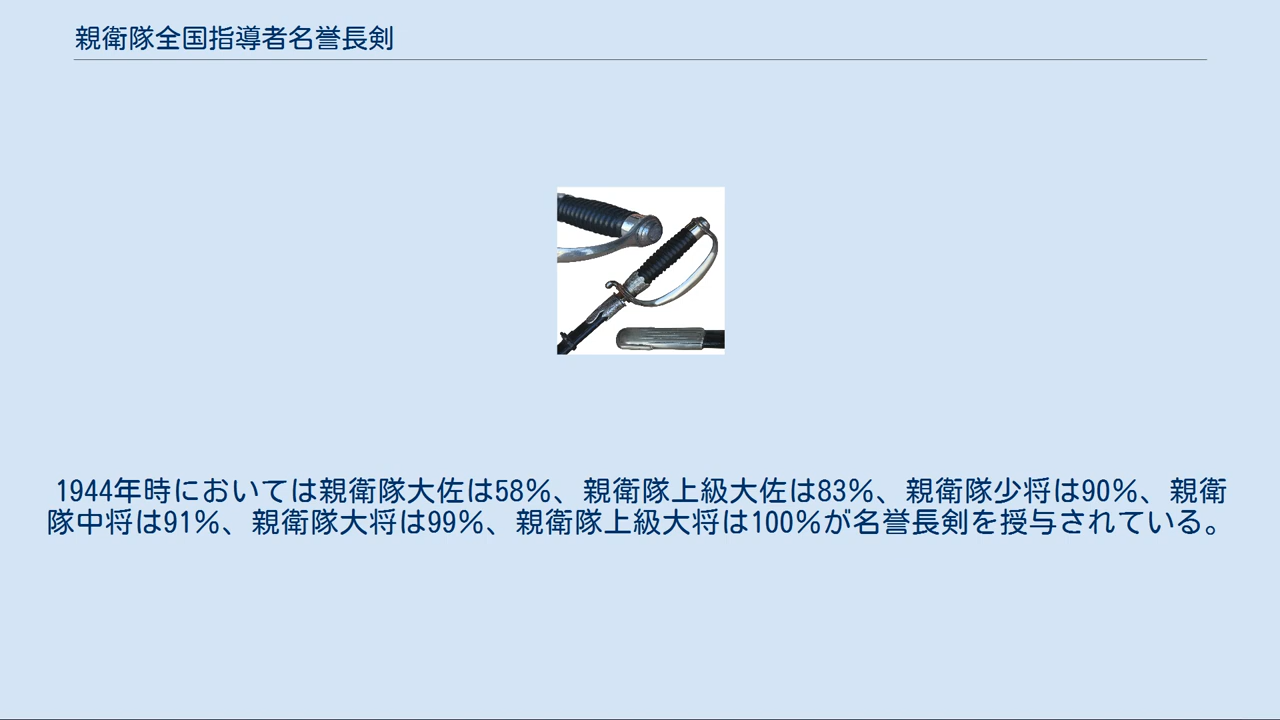 親衛隊全国指導者名誉長剣
1944年時においては親衛隊大佐は58%、親衛隊上級大佐は83%、親衛隊少将は90%、親衛
隊中将は91%、親衛隊大将は99%、親衛隊上級大将は100%が名誉長剣を授与されている。